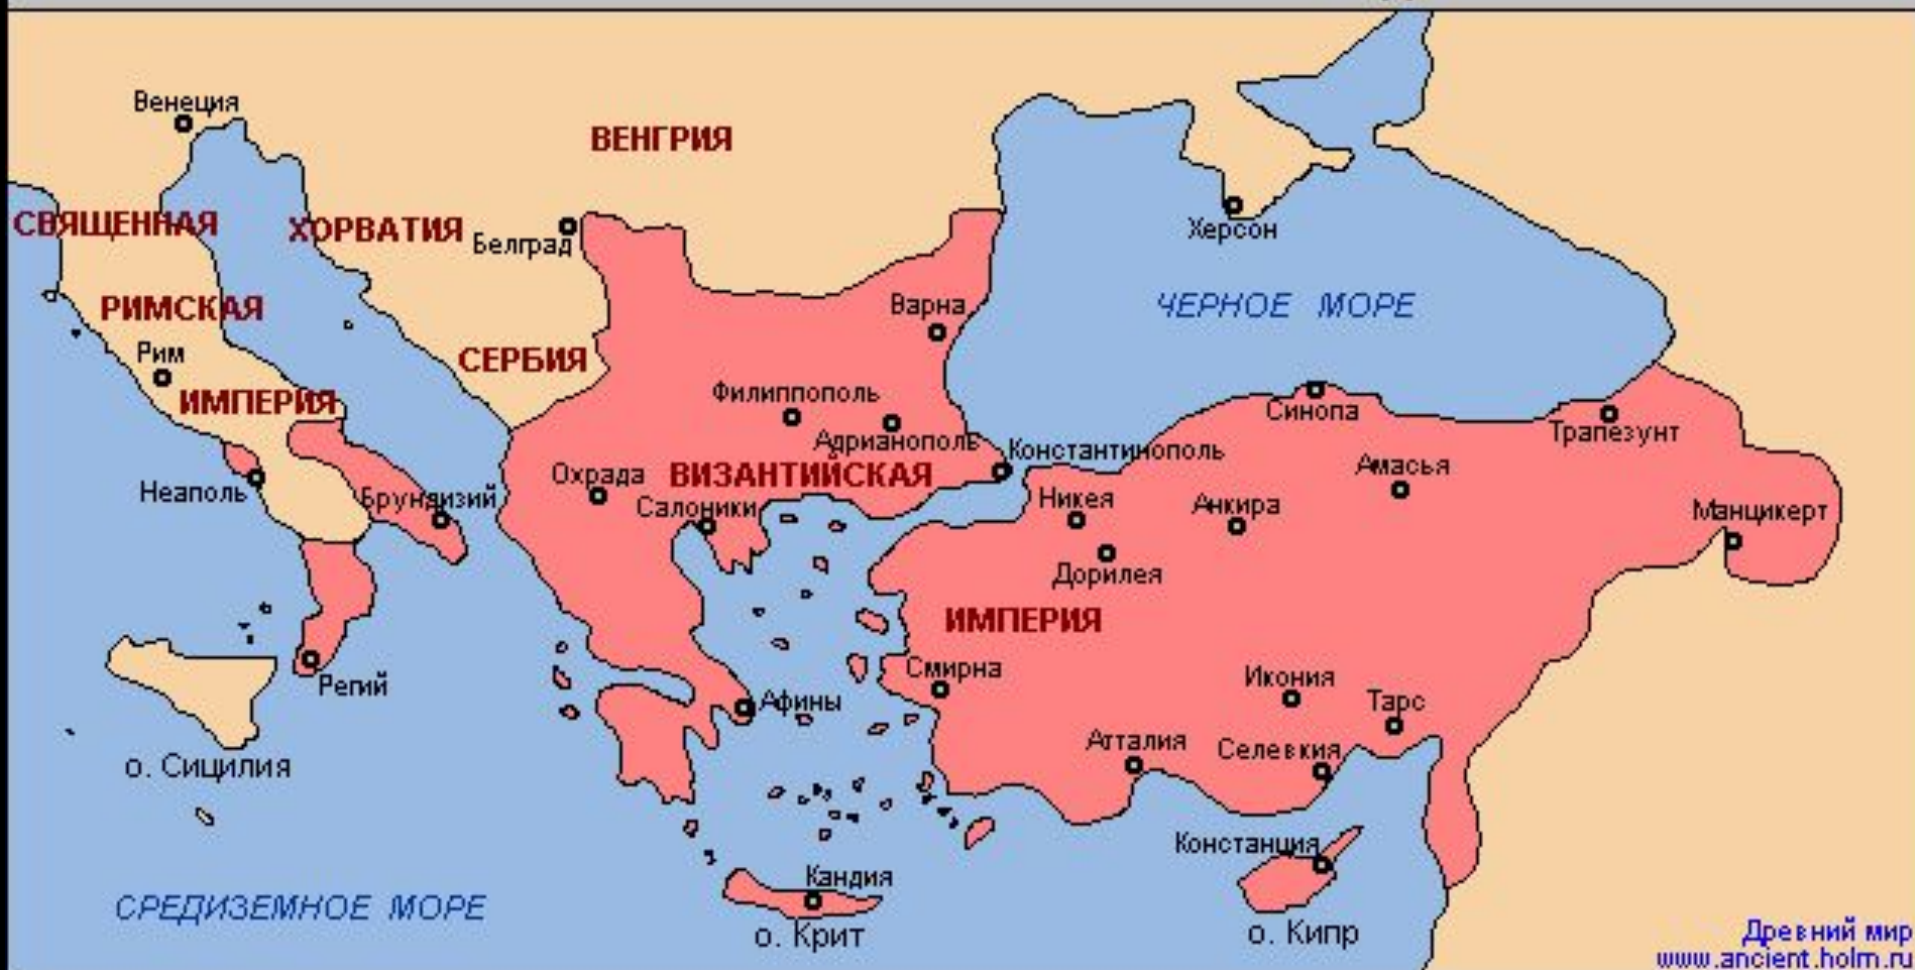 Венеция
ВЕНГРИЯ
СВЯЩЕННАЯ
ХОРВАТИЯ
Белград
Херсон
РИМСКАЯ
Варна
ЧЕРНОЕ МОРЕ
Рим
СЕРБИЯ
ИМПЕРИЯ
Филиппополь
Синопа
Адрианополь
Трапезунт
Константинополь
Охрада
ВИЗАНТИЙСКАЯ
Амасья
Неаполь
Брундизий
Салоники
Никея
Анкира
Манцикерт
Дорилея
ИМПЕРИЯ
Регий
Смирна
Икония
Тарс
Афины
Атталия
Селевкия
о. Сицилия
Констанция
Кандия
СРЕДИЗЕМНОЕ МОРЕ
о. Крит
о. Кипр
Древний мир
www.ancient.holm.ru